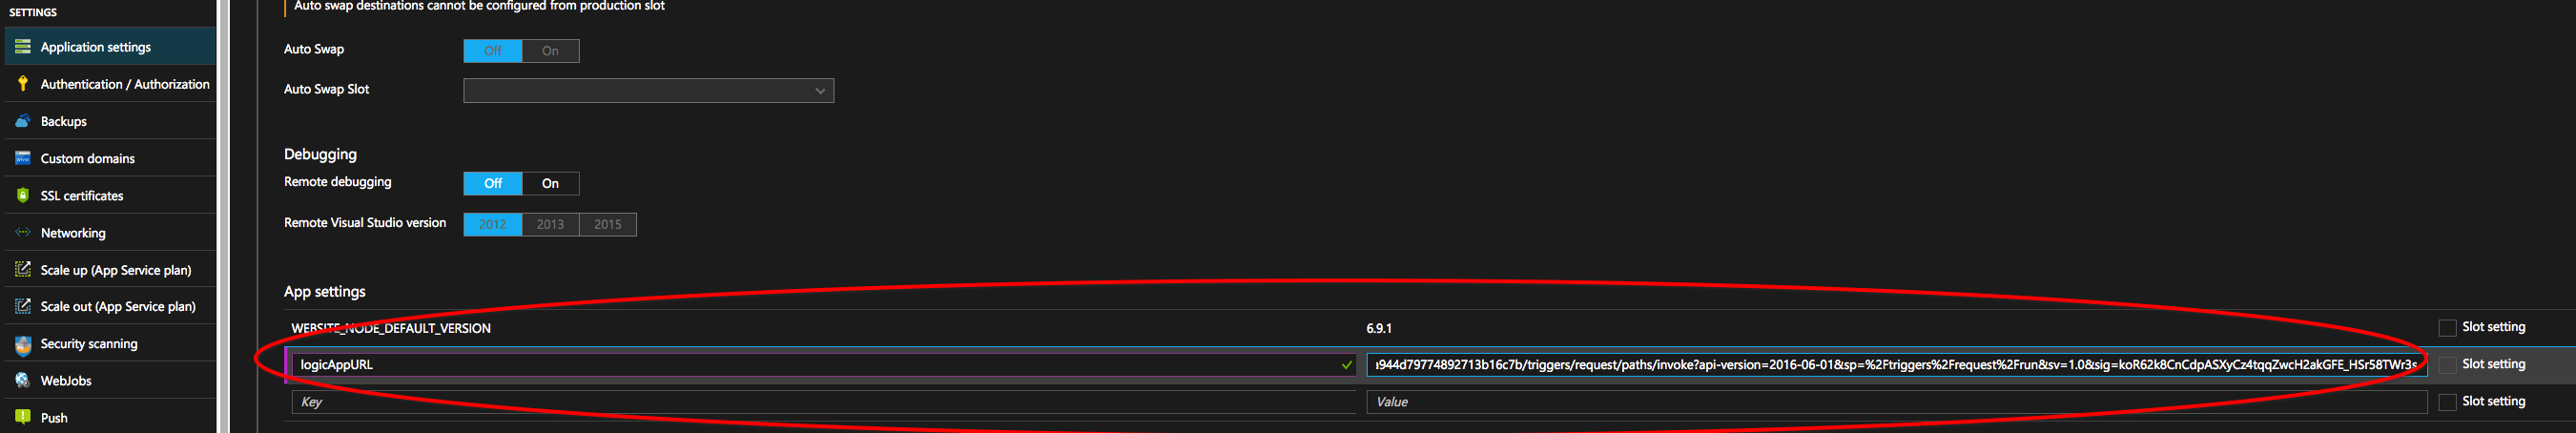 SETTINGS
Application settings
Authentication / Authorization
Backups
Custom domains
SSL certificates
Networking
Scale up (App Service plan)
Scale out (App Service plan)
Security scanning
WebJobs
Push
Auto swap destinations cannot be configured from production slot
Auto Swap Off On
Auto Swap Slot
Debugging
Remote debugging Off On
Remote Visual Studio version 2012 2013 2015
App settings
WEBSITE_NODE_DEFAULT_VERSION 6.9.1 Slot setting
logicAppURL 944d79774892713b16c7b/triggers/request/paths/invoke?api-version=2016-06-01&sp=%2Ftriggers%2Frequest%2Frun&sv=1.0&sig=koR62k8CnCdpASXyCz4tqqZwcH2akGFE_HSr58TWr3s Slot setting
Key Value Slot setting